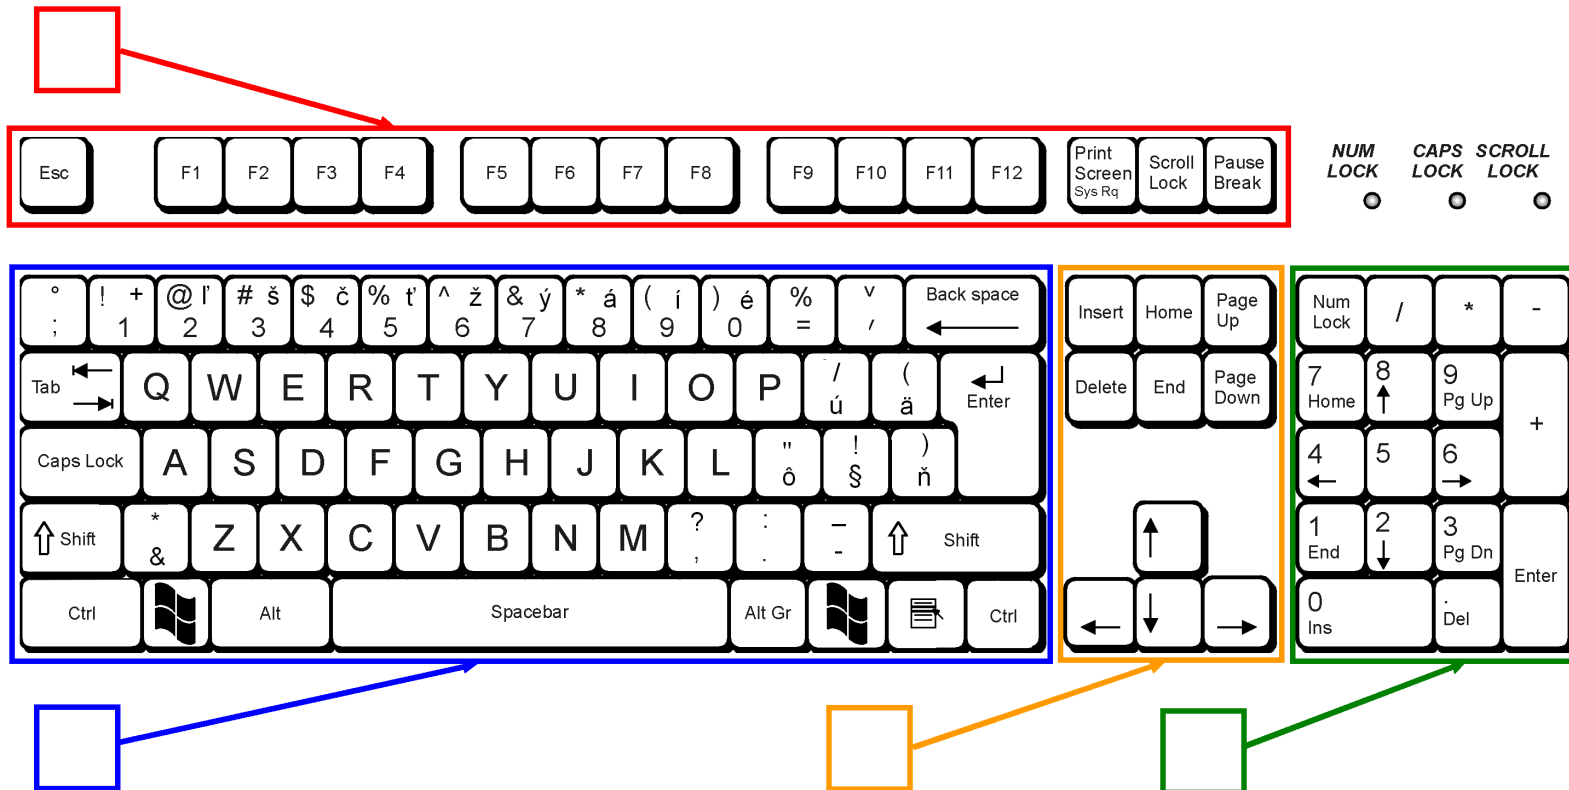 Esc F1 F2 F3 F4 F5 F6 F7 F8 F9 F10 F11 F12
Print Screen Sys Rq
Scroll Lock
Pause Break
NUM LOCK
CAPS LOCK
SCROLL LOCK
° ;
! + 1
@ ľ 2
# š 3
$ č 4
% ť 5
^ ž 6
& ý 7
* á 8
( í 9
) é 0
% =
ˇ ´
Back space
Insert Home
Page Up
Num Lock
/ * -
Tab
Q W E R T Y U I O P
/ ú
( ä
Enter
Delete End
Page Down
7 Home
8
9 Pg Up
+
Caps Lock
A S D F G H J K L
" ô
! §
) ň
4 5 6
Shift
* &
Z X C V B N M
? ,
: .
_ -
Shift
1 End
2
3 Pg Dn
Enter
Ctrl Alt Spacebar Alt Gr Ctrl
0 Ins
. Del